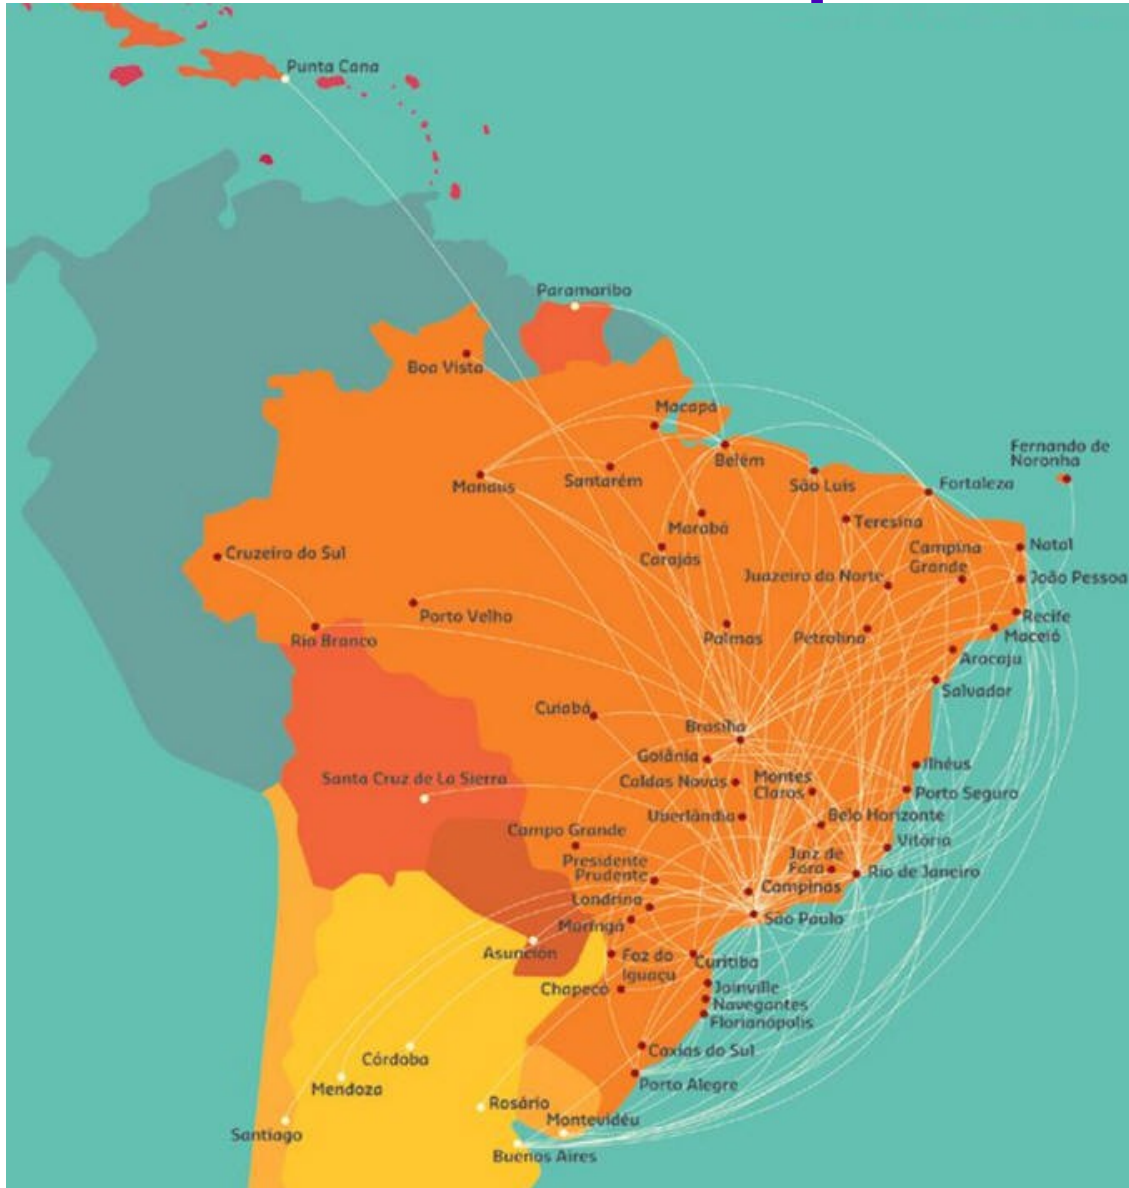 Punta Cana
Paramaribo
Boa Vista
Macapá
Belém
Fernando de
Noronha
Manaus
Santarém
São Luis
Fortaleza
Marabá
Teresina
Carajás
Campina
Grande
Natal
Cruzeiro do Sul
Juazeiro do Norte
João Pessoa
Porto Velho
Recife
Rio Branco
Palmas
Petrolina
Maceió
Aracaju
Salvador
Cuiabá
Brasília
Goiânia
Ilhéus
Santa Cruz de La Sierra
Caldas Novas
Montes
Claros
Porto Seguro
Uberlândia
Belo Horizonte
Campo Grande
Vitória
Presidente
Prudente
Juiz de
Fora
Rio de Janeiro
Campinas
Londrina
São Paulo
Maringá
Asuncion
Foz do
Iguaçu
Curitiba
Chapecó
Joinville
Navegantes
Florianópolis
Caxias do Sul
Córdoba
Mendoza
Porto Alegre
Rosário
Montevidéu
Santiago
Buenos Aires